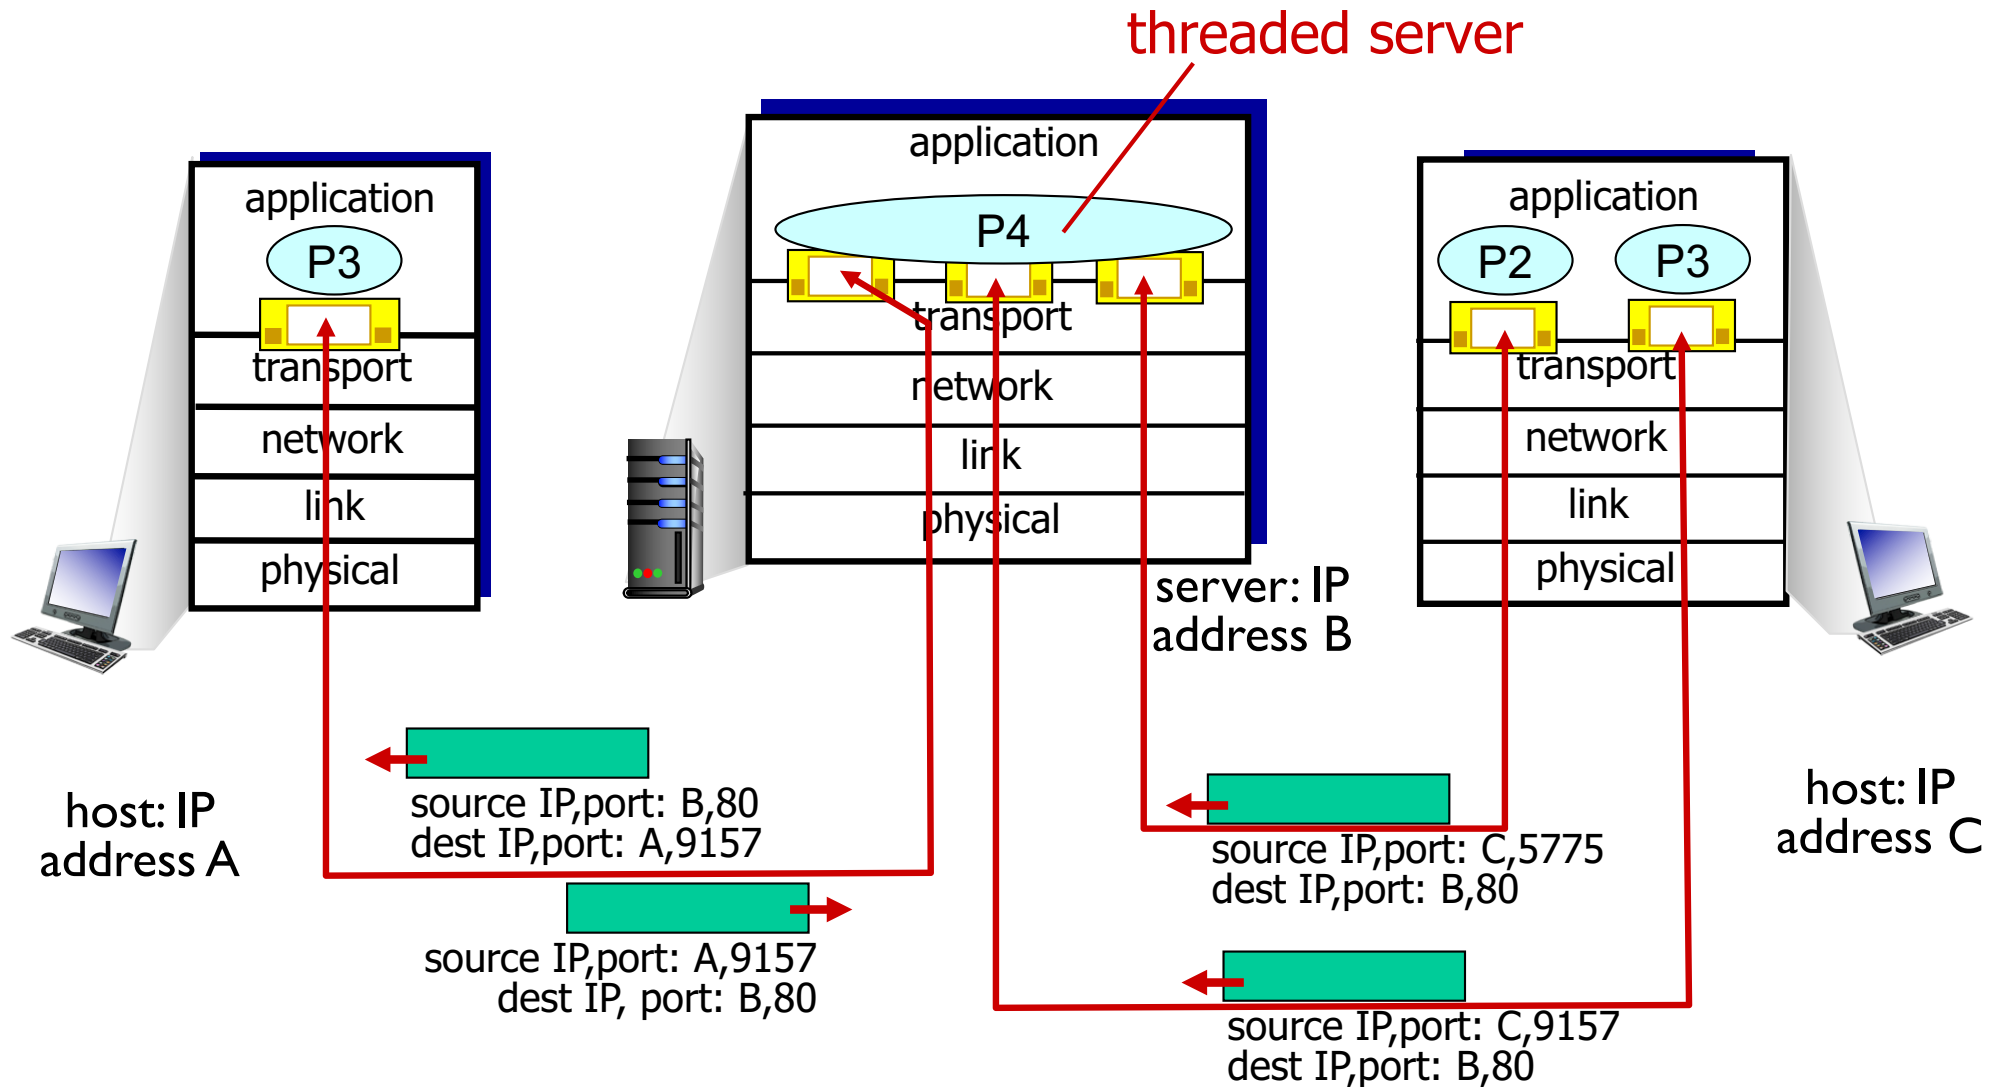 threaded server
application
P3
transport
network
link
physical
application
P4
transport
network
link
physical
application
P2
P3
transport
network
link
physical
server: IP
address B
host: IP
address A
source IP,port: B,80
dest IP,port: A,9157
source IP,port: A,9157
dest IP, port: B,80
source IP,port: C,5775
dest IP,port: B,80
source IP,port: C,9157
dest IP,port: B,80
host: IP
address C